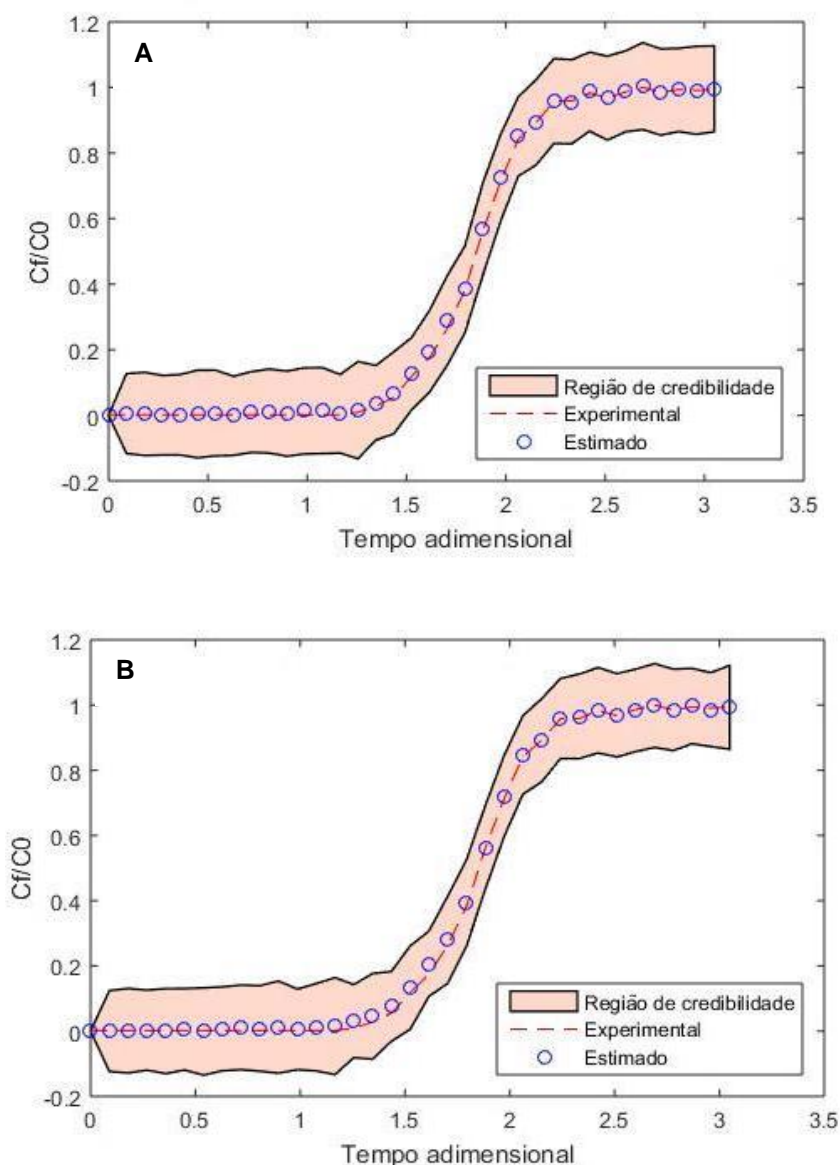 A
1.2
1
0.8
0.6
0.4
0.2
0
-0.2
Cf/C0
Região de credibilidade
Experimental
Estimado
0 0.5 1 1.5 2 2.5 3 3.5
Tempo adimensional
B
1.2
1
0.8
0.6
0.4
0.2
0
-0.2
Cf/C0
Região de credibilidade
Experimental
Estimado
0 0.5 1 1.5 2 2.5 3 3.5
Tempo adimensional